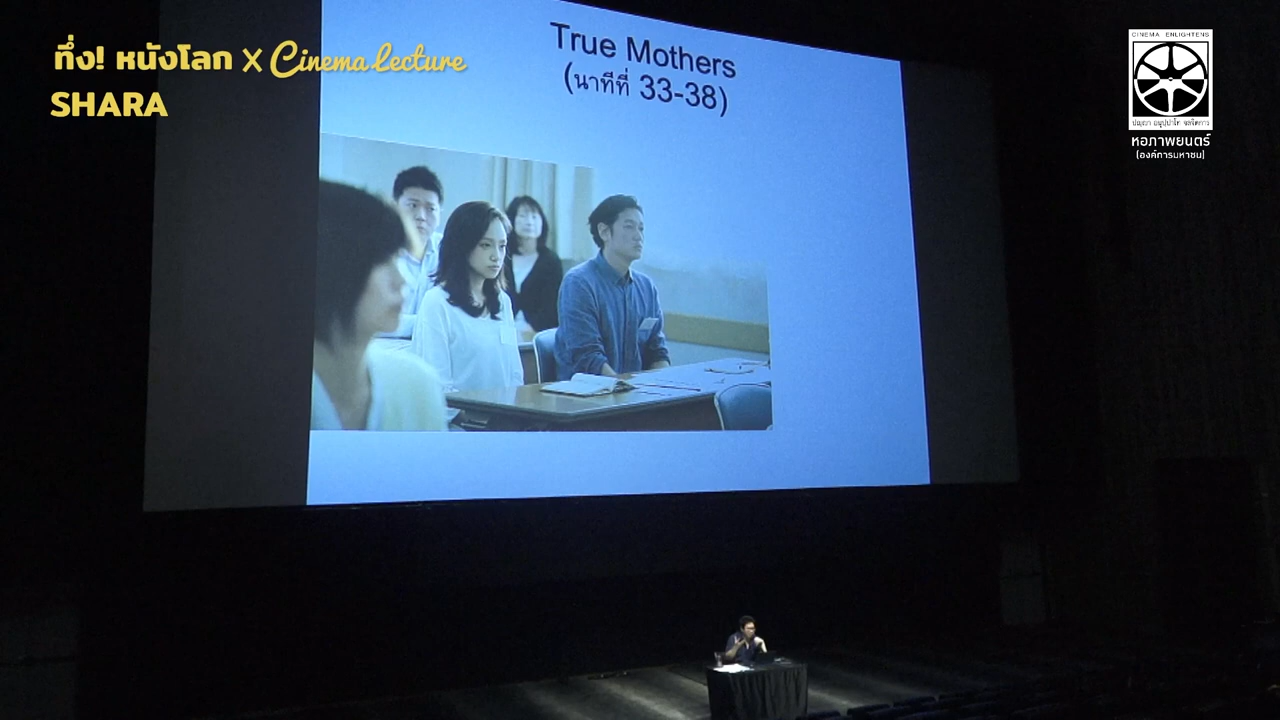 ทึ่ง! หนังโลก X Cinema Lecture
SHARA
True Mothers
(นาทีที่ 33-38)
CINEMA ENLIGHTENS
หอภาพยนตร์
(องค์การมหาชน)